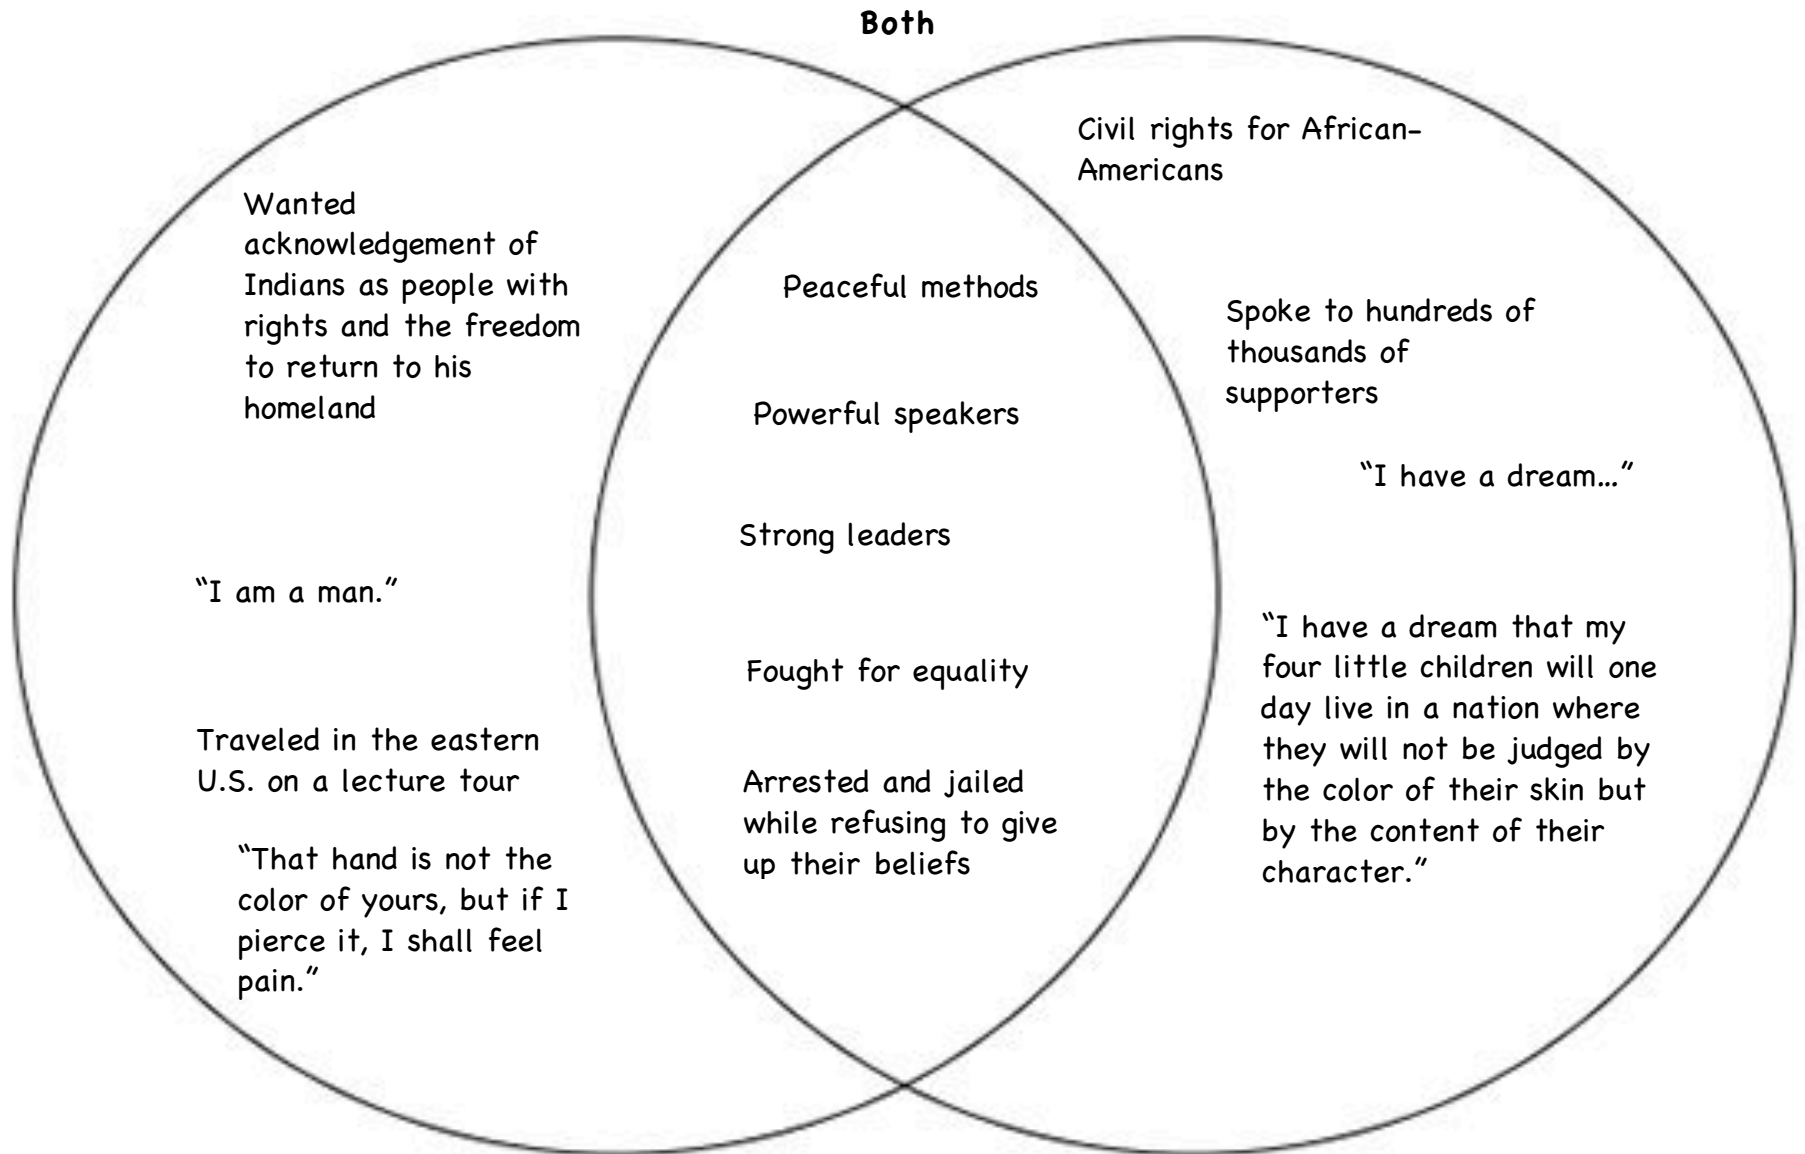 Both
Wanted
acknowledgement of
Indians as people with
rights and the freedom
to return to his
homeland
“I am a man.”
Traveled in the eastern
U.S. on a lecture tour
“That hand is not the
color of yours, but if I
pierce it, I shall feel
pain.”
Peaceful methods
Powerful speakers
Strong leaders
Fought for equality
Arrested and jailed
while refusing to give
up their beliefs
Civil rights for African-
Americans
Spoke to hundreds of
thousands of
supporters
“I have a dream…”
“I have a dream that my
four little children will one
day live in a nation where
they will not be judged by
the color of their skin but
by the content of their
character.”